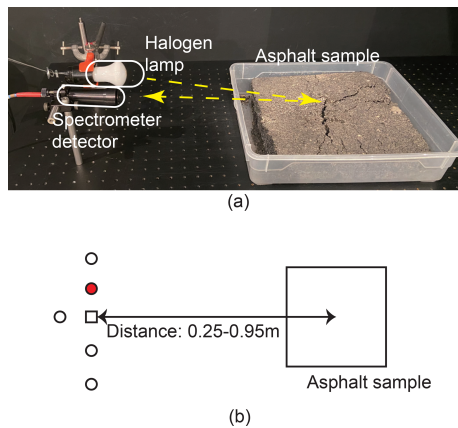 Halogen
lamp
Asphalt sample
Spectrometer
detector
(a)
Distance: 0.25-0.95m
Asphalt sample
(b)